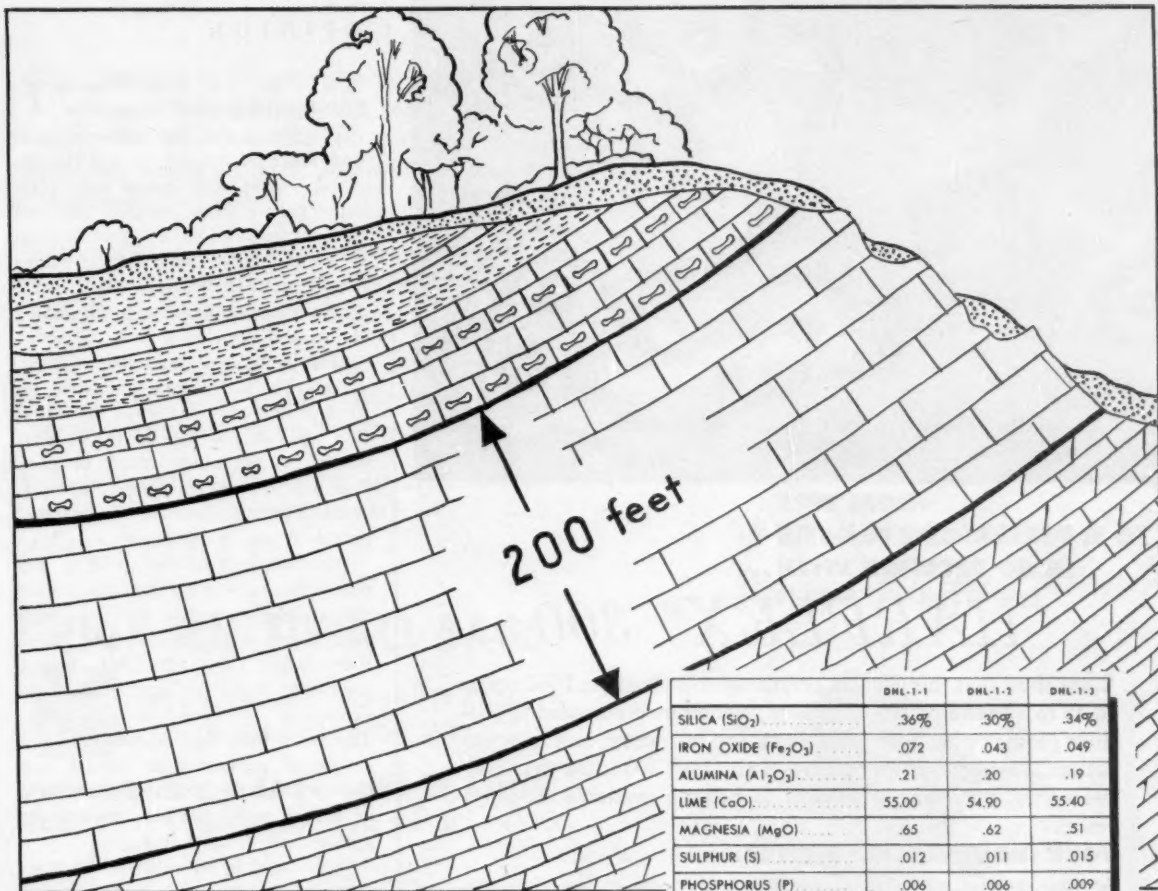 200 feet
DHL-1-1 DHL-1-2 DHL-1-3
SILICA (SiO₂) .36% .30% .34%
IRON OXIDE (Fe₂O₃) .072 .043 .049
ALUMINA (Al₂O₃) .21 .20 .19
LIME (CaO) 55.00 54.90 55.40
MAGNESIA (MgO) .65 .62 .51
SULPHUR (S) .012 .011 .015
PHOSPHORUS (P) .006 .006 .009